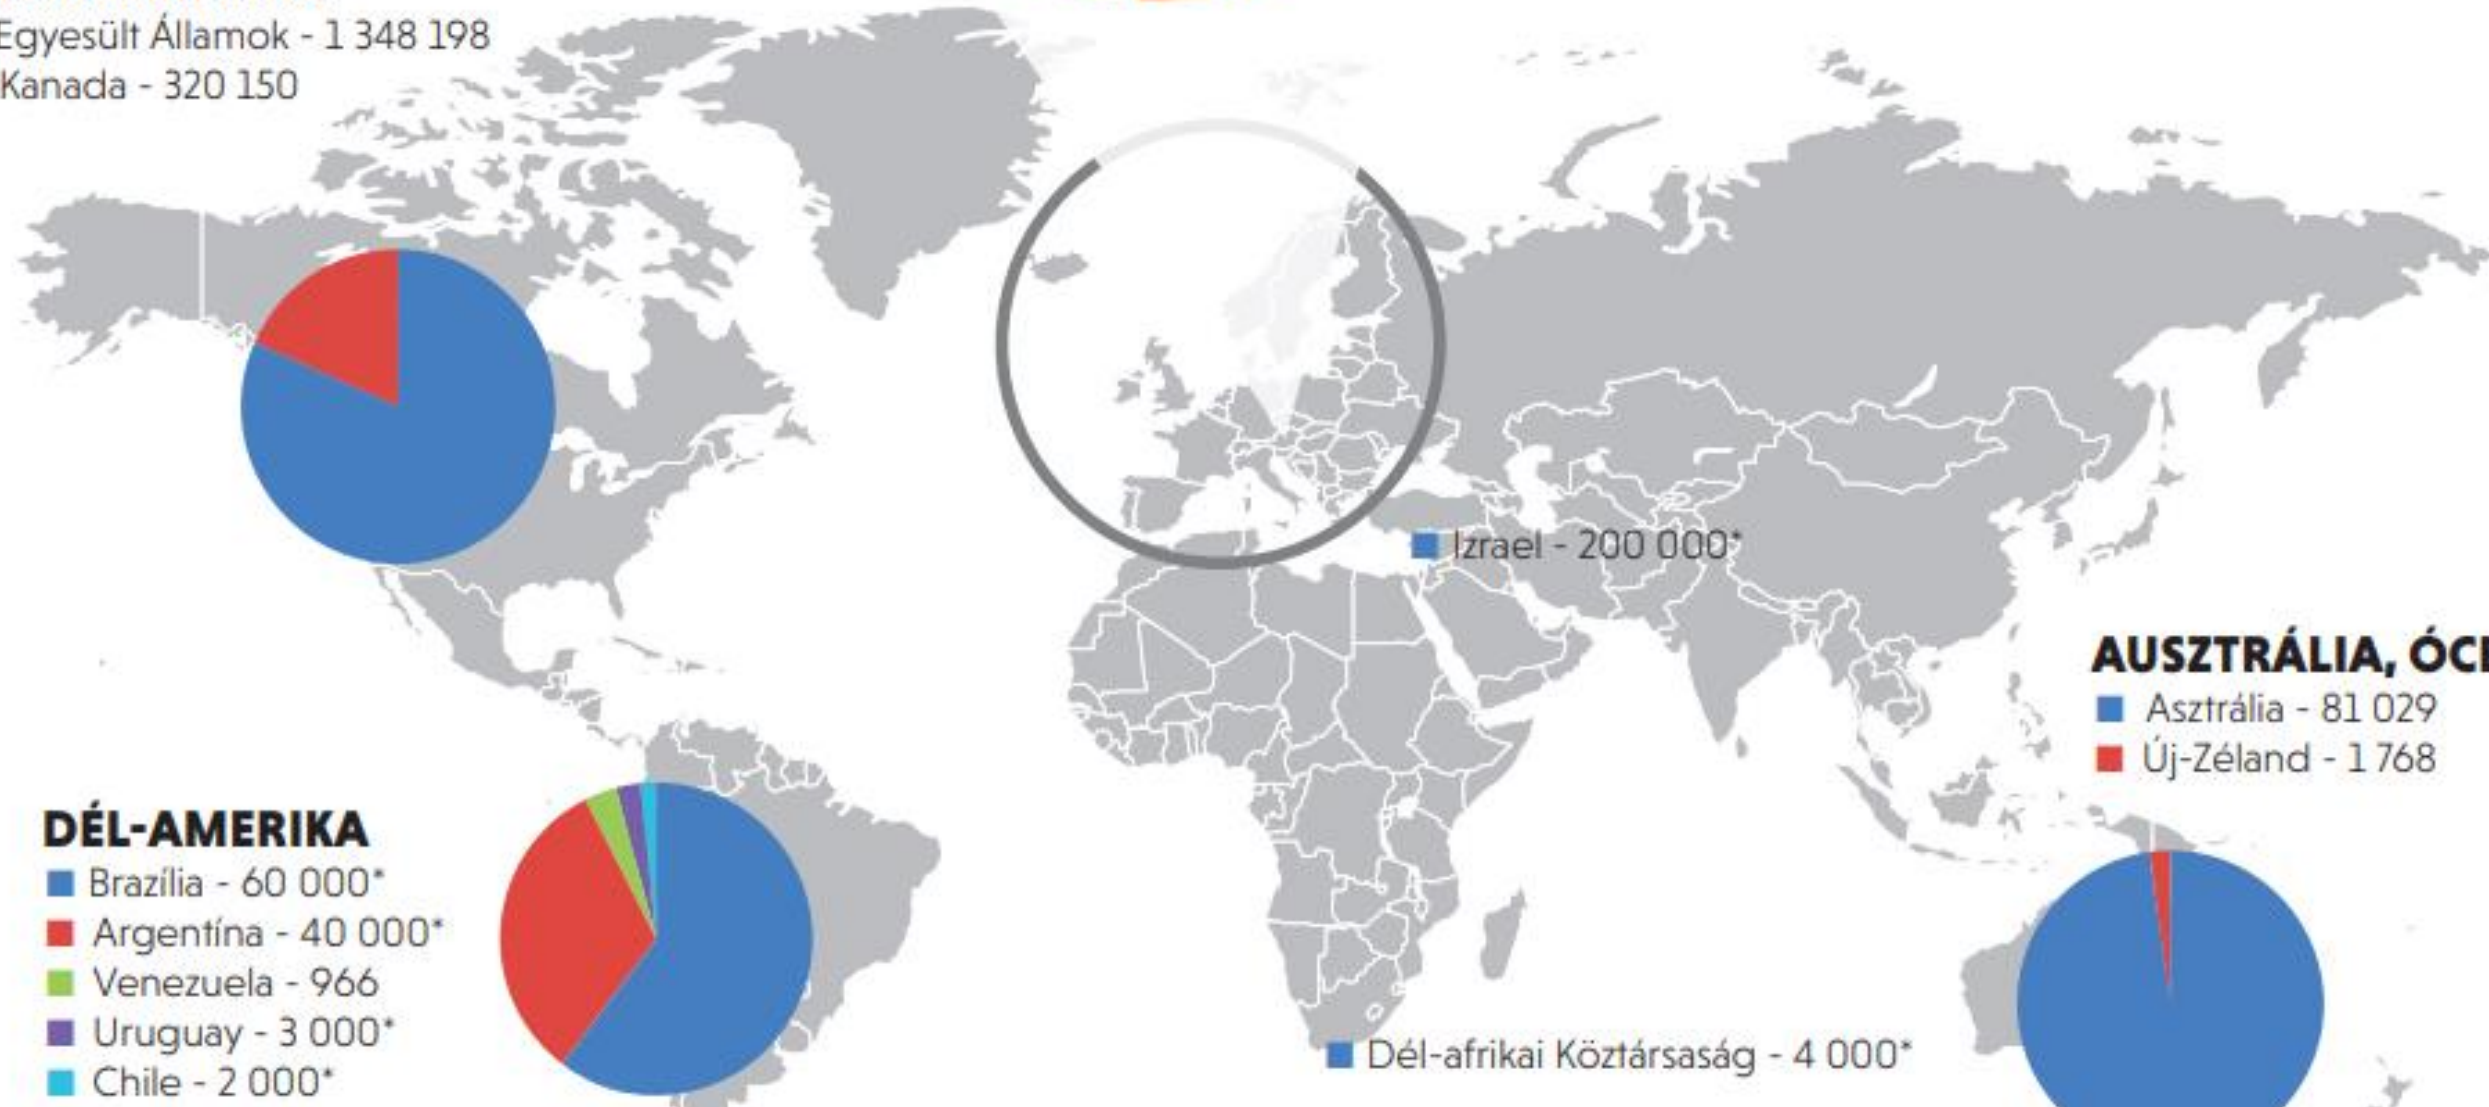 Egyesült Államok - 1 348 198
Kanada - 320 150
Izrael - 200 000*
AUSZTRÁLIA, ÓC
Asztrália - 81 029
Új-Zéland - 1 768
DÉL-AMERIKA
Brazília - 60 000*
Argentína - 40 000*
Venezuela - 966
Uruguay - 3 000*
Chile - 2 000*
Dél-afrikai Köztársaság - 4 000*